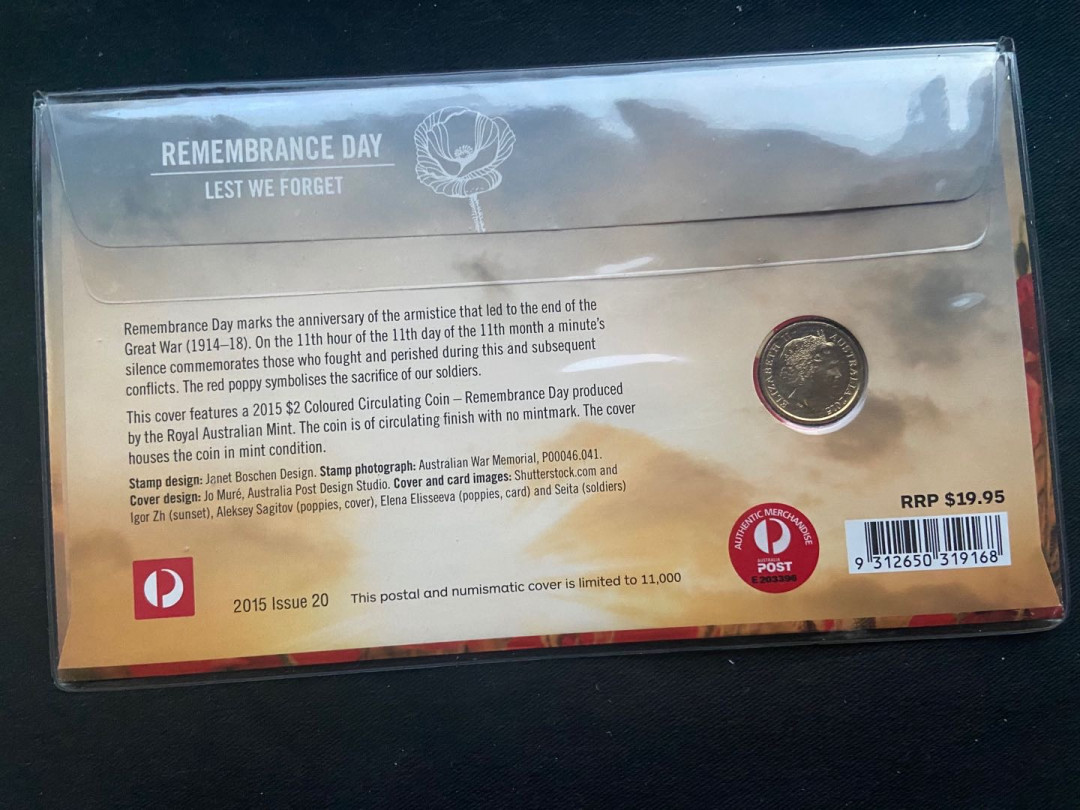 REMEMBRANCE DAY
LEST WE FORGET
Remembrance Day marks the anniversary of the armistice that led to the end of the
Great War (1914–18). On the 11th hour of the 11th day of the 11th month a minute's
silence commemorates those who fought and perished during this and subsequent
conflicts. The red poppy symbolises the sacrifice of our soldiers.
This cover features a 2015 $2 Coloured Circulating Coin – Remembrance Day produced
by the Royal Australian Mint. The coin is of circulating finish with no mintmark. The cover
houses the coin in mint condition.
Stamp design: Janet Boschen Design. Stamp photograph: Australian War Memorial, P00046.041.
Cover design: Jo Muré, Australia Post Design Studio. Cover and card images: Shutterstock.com and
Igor Zh (sunset), Aleksey Sagitov (poppies, cover), Elena Elisseeva (poppies, card) and Seita (soldiers)
ELIZABETH II AUSTRALIA 2015
RRP $19.95
9 312650 319168
AUTHENTIC MERCHANDISE
AUSTRALIA
POST
E203396
2015 Issue 20
This postal and numismatic cover is limited to 11,000